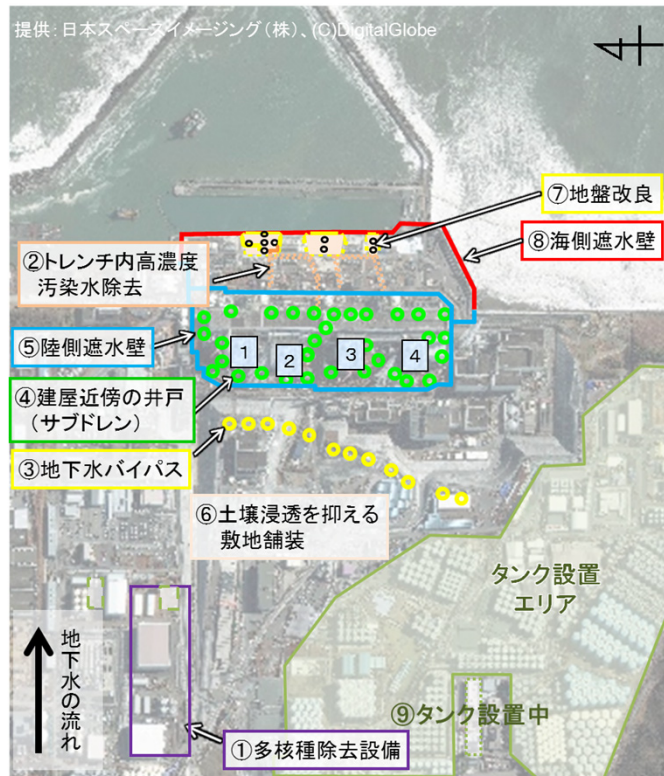 提供：日本スペースイメージング（株）、(C)DigitalGlobe
⑦地盤改良
⑧海側遮水壁
②トレンチ内高濃度
汚染水除去
⑤陸側遮水壁
1
2
3
4
④建屋近傍の井戸
（サブドレン）
③地下水バイパス
⑥土壌浸透を抑える
敷地舗装
タンク設置
エリア
地下水の流れ
⑨タンク設置中
①多核種除去設備